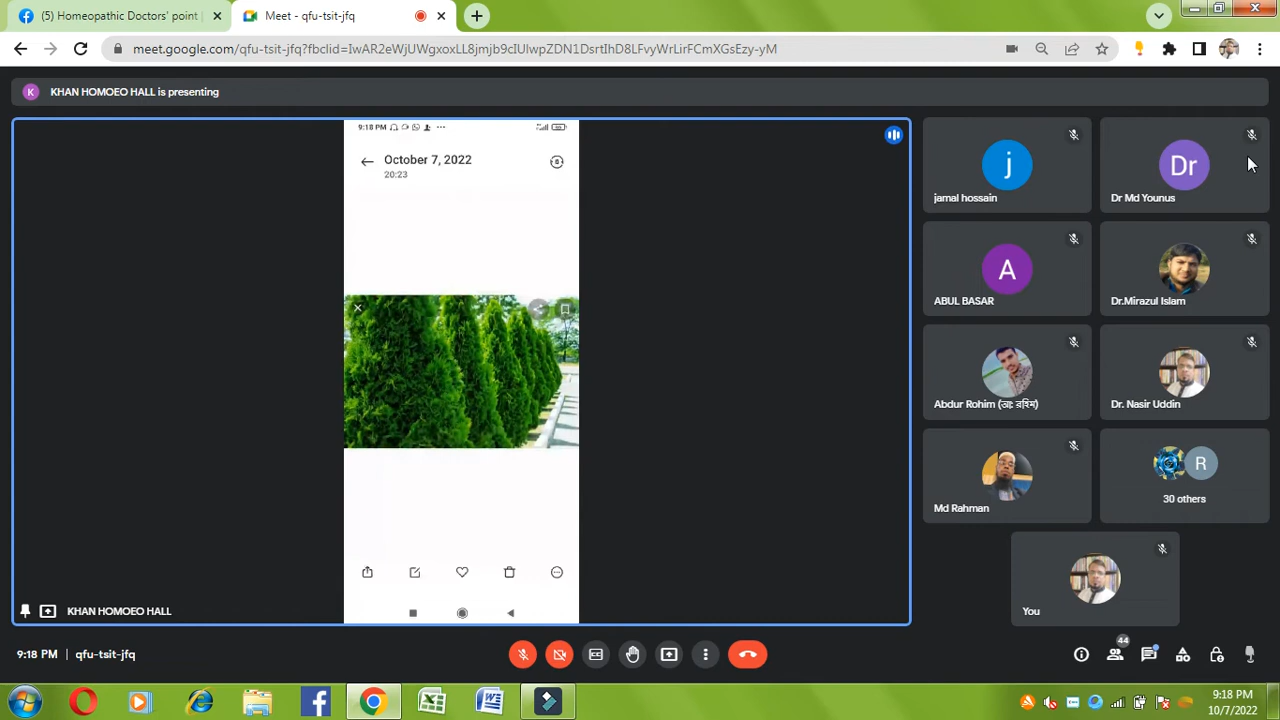 (5) Homeopathic Doctors' point
Meet - qfu-tsit-jfq
meet.google.com/qfu-tsit-jfq?fbclid=IwAR2eWjUWgxoxLL8jmjb9cIUlwpZDN1DsrtIhD8LFvyWrLirFCmXGsEzy-yM
K
KHAN HOMOEO HALL is presenting
9:18 PM
October 7, 2022
20:23
j
jamal hossain
Dr
Dr Md Younus
A
ABUL BASAR
Dr.Mirazul Islam
Abdur Rohim (আ: রহিম)
Dr. Nasir Uddin
Md Rahman
R
30 others
You
KHAN HOMOEO HALL
9:18 PM | qfu-tsit-jfq
44
9:18 PM
10/7/2022